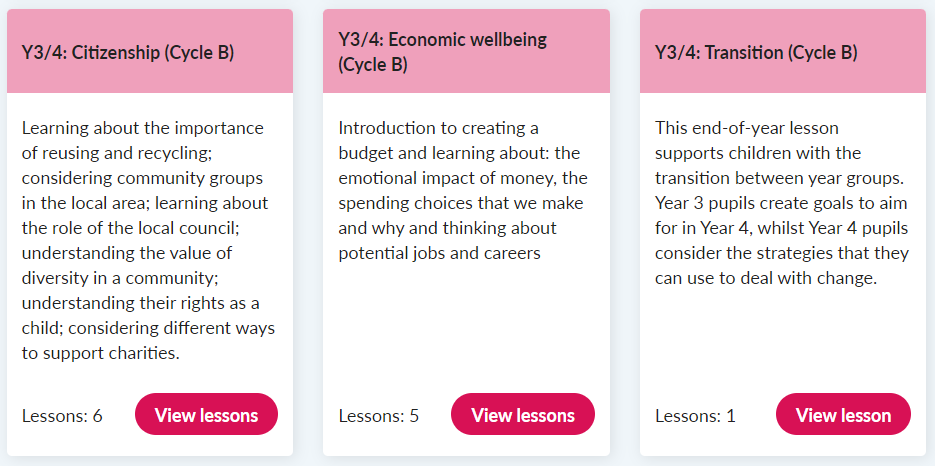 Y3/4: Citizenship (Cycle B)
Learning about the importance
of reusing and recycling;
considering community groups
in the local area; learning about
the role of the local council;
understanding the value of
diversity in a community;
understanding their rights as a
child; considering different ways
to support charities.
Lessons: 6
View lessons
Y3/4: Economic wellbeing
(Cycle B)
Introduction to creating a
budget and learning about: the
emotional impact of money, the
spending choices that we make
and why and thinking about
potential jobs and careers
Lessons: 5
View lessons
Y3/4: Transition (Cycle B)
This end-of-year lesson
supports children with the
transition between year groups.
Year 3 pupils create goals to aim
for in Year 4, whilst Year 4 pupils
consider the strategies that they
can use to deal with change.
Lessons: 1
View lesson